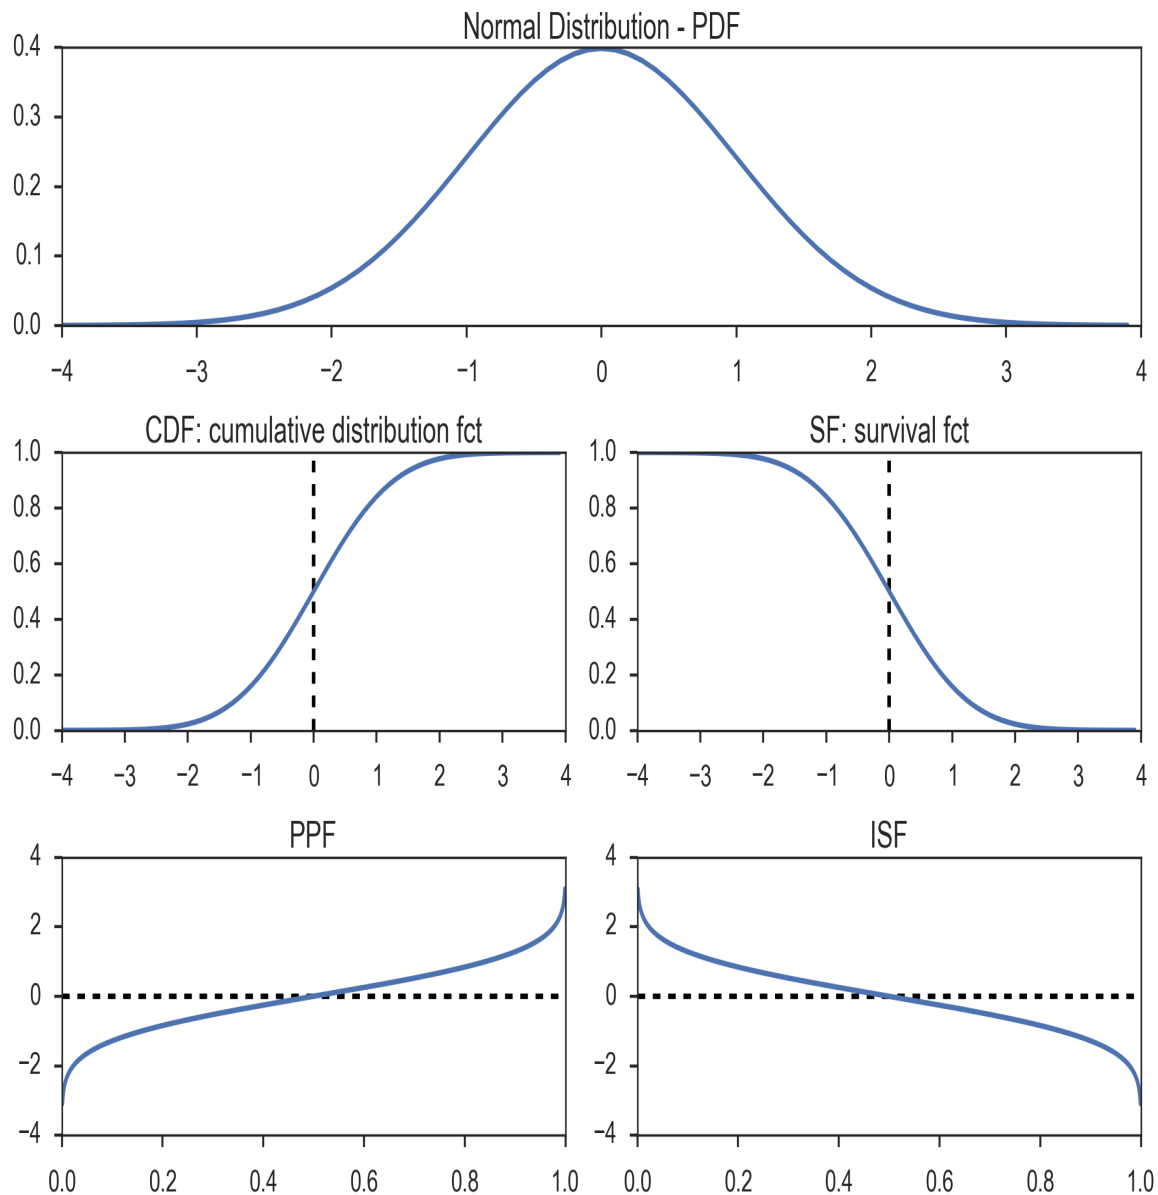 Normal Distribution - PDF
0.4
0.3
0.2
0.1
0.0
−4 −3 −2 −1 0 1 2 3 4
CDF: cumulative distribution fct
1.0
0.8
0.6
0.4
0.2
0.0
−4 −3 −2 −1 0 1 2 3 4
SF: survival fct
1.0
0.8
0.6
0.4
0.2
0.0
−4 −3 −2 −1 0 1 2 3 4
PPF
4
2
0
−2
−4
0.0 0.2 0.4 0.6 0.8 1.0
ISF
4
2
0
−2
−4
0.0 0.2 0.4 0.6 0.8 1.0